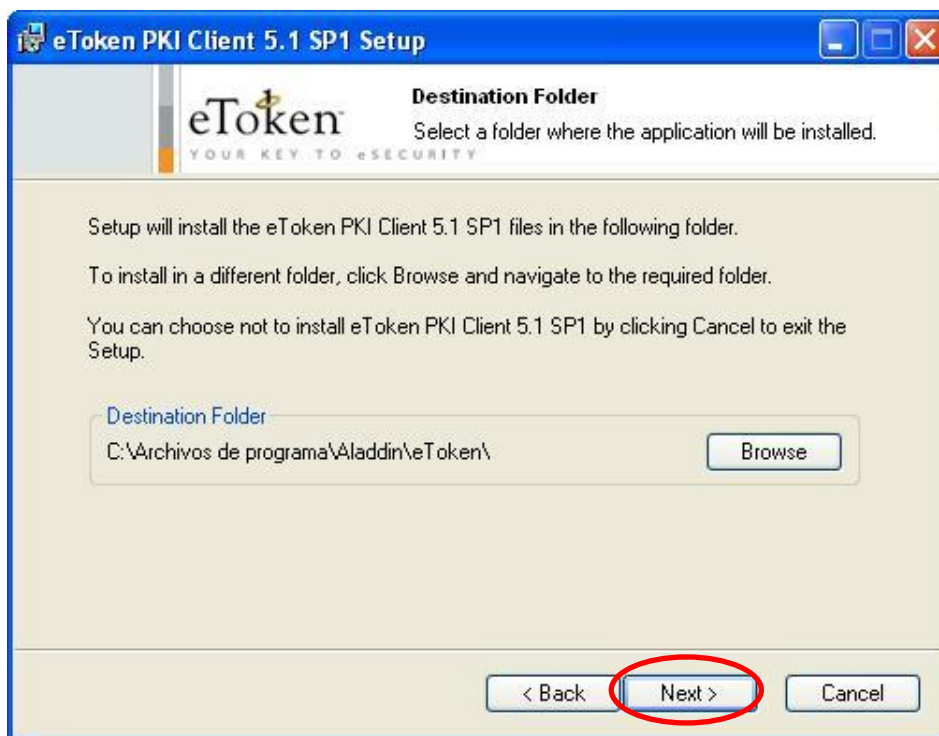 eToken PKI Client 5.1 SP1 Setup
eToken
YOUR KEY TO eSECURITY
Destination Folder
Select a folder where the application will be installed.
Setup will install the eToken PKI Client 5.1 SP1 files in the following folder.
To install in a different folder, click Browse and navigate to the required folder.
You can choose not to install eToken PKI Client 5.1 SP1 by clicking Cancel to exit the
Setup.
Destination Folder
C:\Archivos de programa\Aladdin\eToken\
Browse
< Back
Next >
Cancel